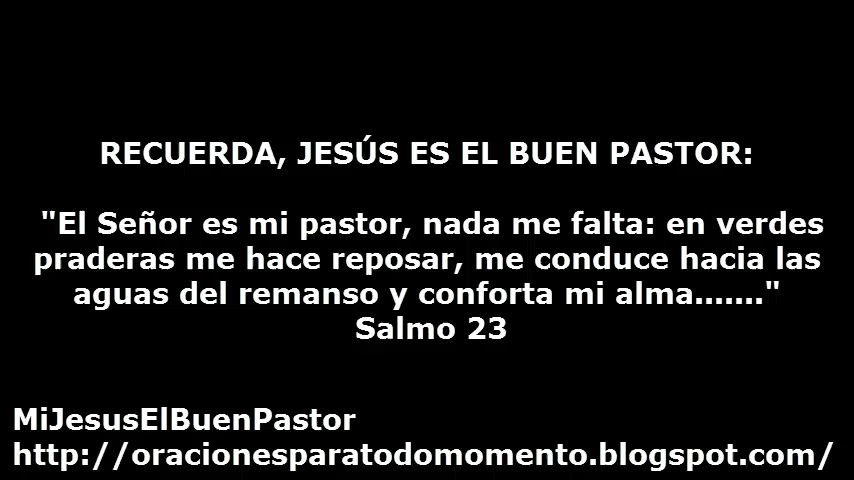 RECUERDA, JESÚS ES EL BUEN PASTOR:
"El Señor es mi pastor, nada me falta: en verdes
praderas me hace reposar, me conduce hacia las
aguas del remanso y conforta mi alma......."
Salmo 23
MiJesusElBuenPastor
http://oracionesparatodomomento.blogspot.com/